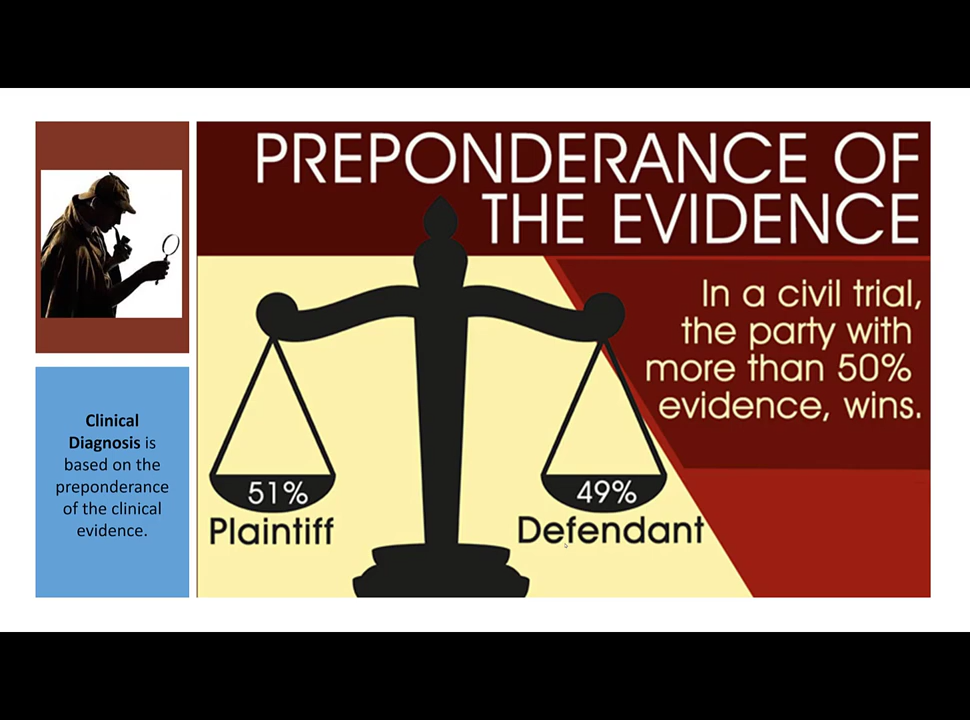 PREPONDERANCE OF
THE EVIDENCE
In a civil trial,
the party with
more than 50%
evidence, wins.
51%
Plaintiff
49%
Defendant
Clinical
Diagnosis is
based on the
preponderance
of the clinical
evidence.